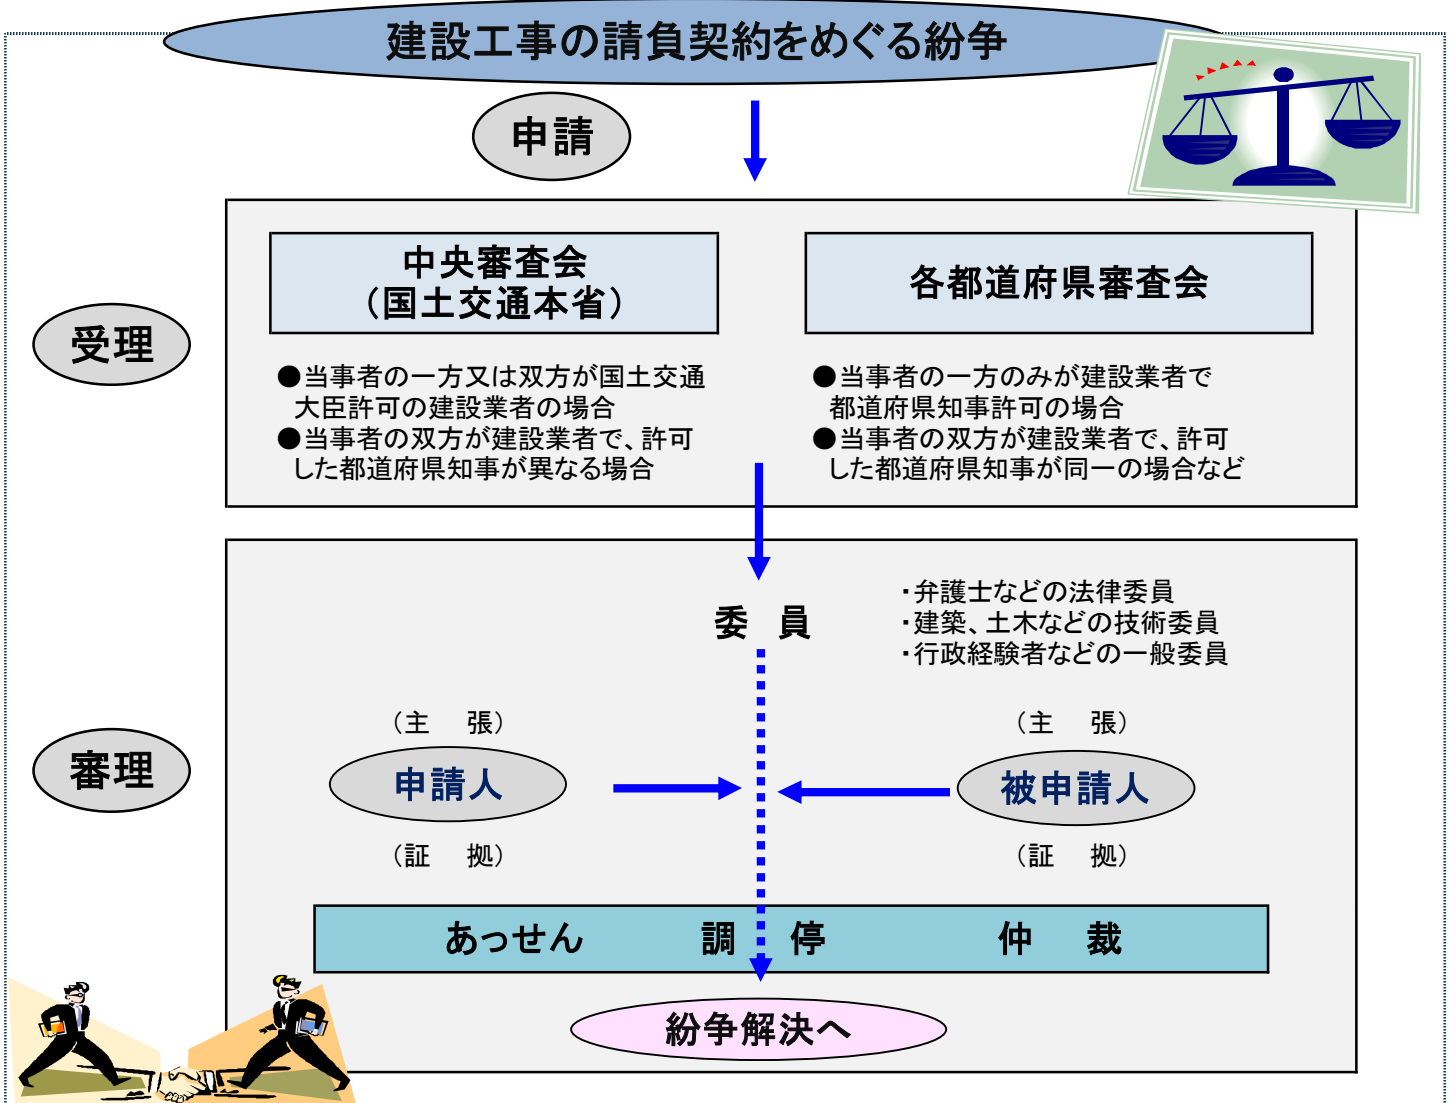 建設工事の請負契約をめぐる紛争
申請
受理
中央審査会
（国土交通本省）
●当事者の一方又は双方が国土交通
大臣許可の建設業者の場合
●当事者の双方が建設業者で、許可
した都道府県知事が異なる場合
各都道府県審査会
●当事者の一方のみが建設業者で
都道府県知事許可の場合
●当事者の双方が建設業者で、許可
した都道府県知事が同一の場合など
審理
委　員
・弁護士などの法律委員
・建築、土木などの技術委員
・行政経験者などの一般委員
（主　張）
申請人
（証　拠）
（主　張）
被申請人
（証　拠）
あっせん　調　停　仲　裁
紛争解決へ